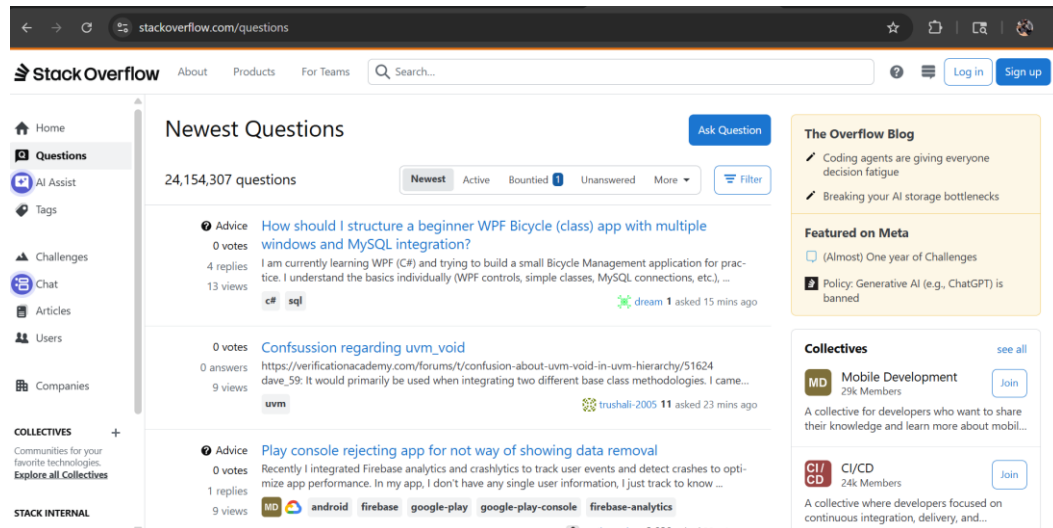 stackoverflow.com/questions
Stack Overflow
About Products For Teams Search... Log in Sign up
Home
Questions
AI Assist
Tags
Challenges
Chat
Articles
Users
Companies
COLLECTIVES +
Communities for your
favorite technologies.
Explore all Collectives
STACK INTERNAL
Newest Questions
Ask Question
24,154,307 questions
Newest Active Bountied 1 Unanswered More Filter
Advice
0 votes
4 replies
13 views
How should I structure a beginner WPF Bicycle (class) app with multiple
windows and MySQL integration?
I am currently learning WPF (C#) and trying to build a small Bicycle Management application for prac-
tice. I understand the basics individually (WPF controls, simple classes, MySQL connections, etc.), ...
c# sql
dream 1 asked 15 mins ago
0 votes
0 answers
9 views
Confsussion regarding uvm_void
https://verificationacademy.com/forums/t/confusion-about-uvm-void-in-uvm-hierarchy/51624
dave_59: It would primarily be used when integrating two different base class methodologies. I came...
uvm
trushali-2005 11 asked 23 mins ago
Advice
0 votes
1 replies
9 views
Play console rejecting app for not way of showing data removal
Recently I integrated Firebase analytics and crashlytics to track user events and detect crashes to opti-
mize app performance. In my app, I don't have any single user information, I just track to know ...
MD android firebase google-play google-play-console firebase-analytics
The Overflow Blog
Coding agents are giving everyone
decision fatigue
Breaking your AI storage bottlenecks
Featured on Meta
(Almost) One year of Challenges
Policy: Generative AI (e.g., ChatGPT) is
banned
Collectives see all
MD
Mobile Development
29k Members
Join
A collective for developers who want to share
their knowledge and learn more about mobil...
CI/
CD
CI/CD
24k Members
Join
A collective where developers focused on
continuous integration, delivery, and...